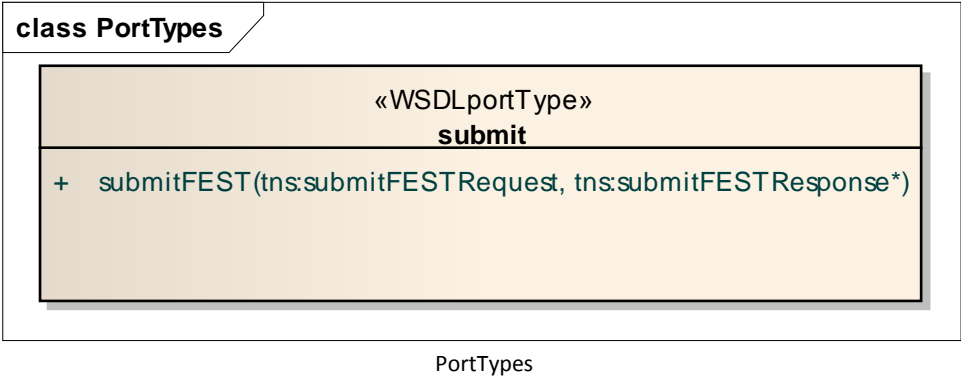 class PortTypes
«WSDLportType»
submit
+ submitFEST(tns:submitFESTRequest, tns:submitFESTResponse*)
PortTypes